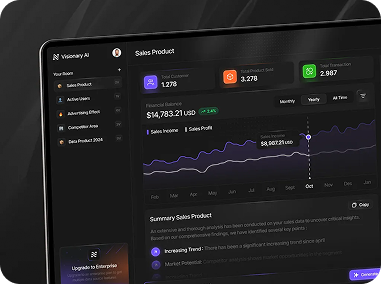 Visionary AI
Sales Product
Your Room
+
Sales Product
Active Users
Advertising Effect
Competitor Area
Data Product 2024
Total Customer
1.278
Total Product Sold
3.278
Total Transaction
2.987
Financial Balance
$14,783.21 USD
2.4%
Monthly
Yearly
All Time
Sales Income
Sales Profit
Sales Income
$8,967.21 USD
Feb
Mar
Apr
May
Jun
Jul
Aug
Sept
Oct
Nov
Dec
Jan
Summary Sales Product
Copy
An extensive and thorough analysis has been conducted on your sales data to uncover critical insights.
Based on our comprehensive findings, we have identified several key points :
Increasing Trend : There has been a significant increasing trend since april
Market Potential:
Upgrade to Enterprise
Generate